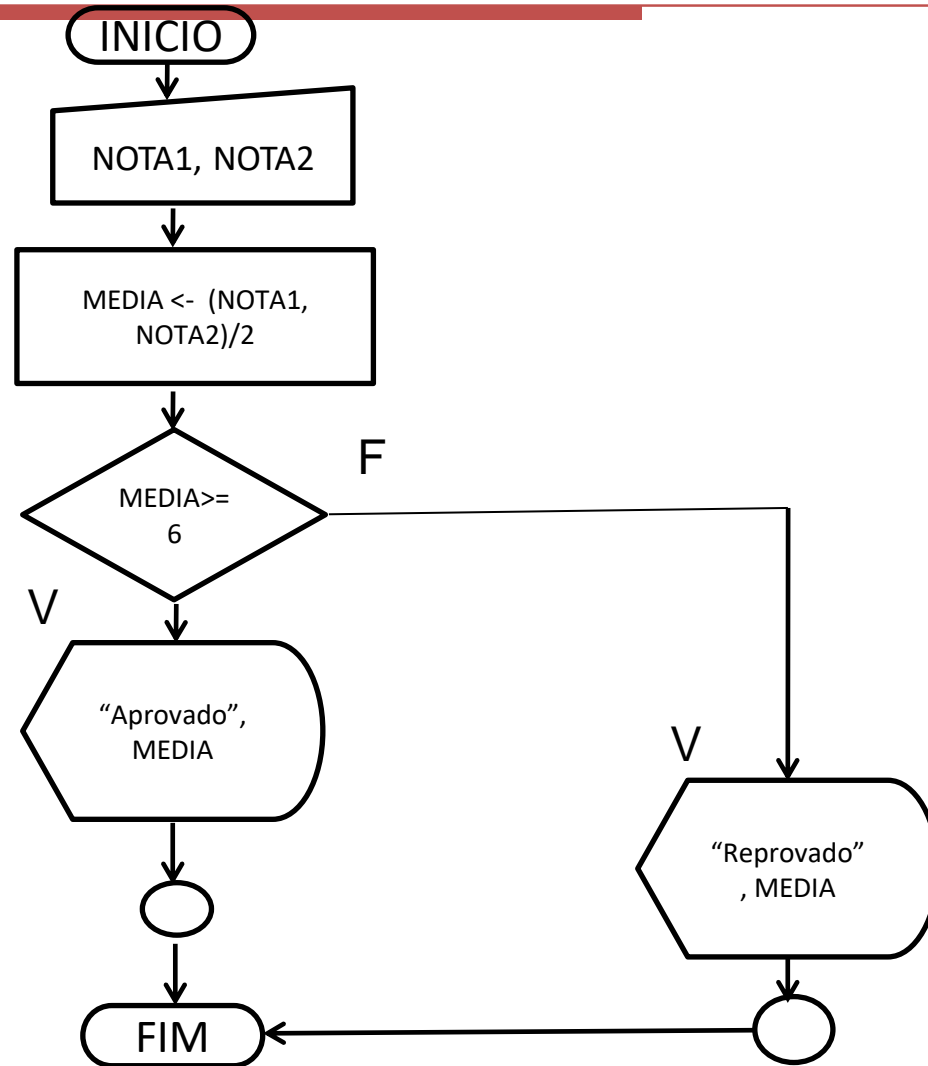 INICIO
NOTA1, NOTA2
MEDIA <- (NOTA1,
NOTA2)/2
MEDIA>=
6
F
V
“Aprovado”,
MEDIA
V
“Reprovado”
, MEDIA
FIM